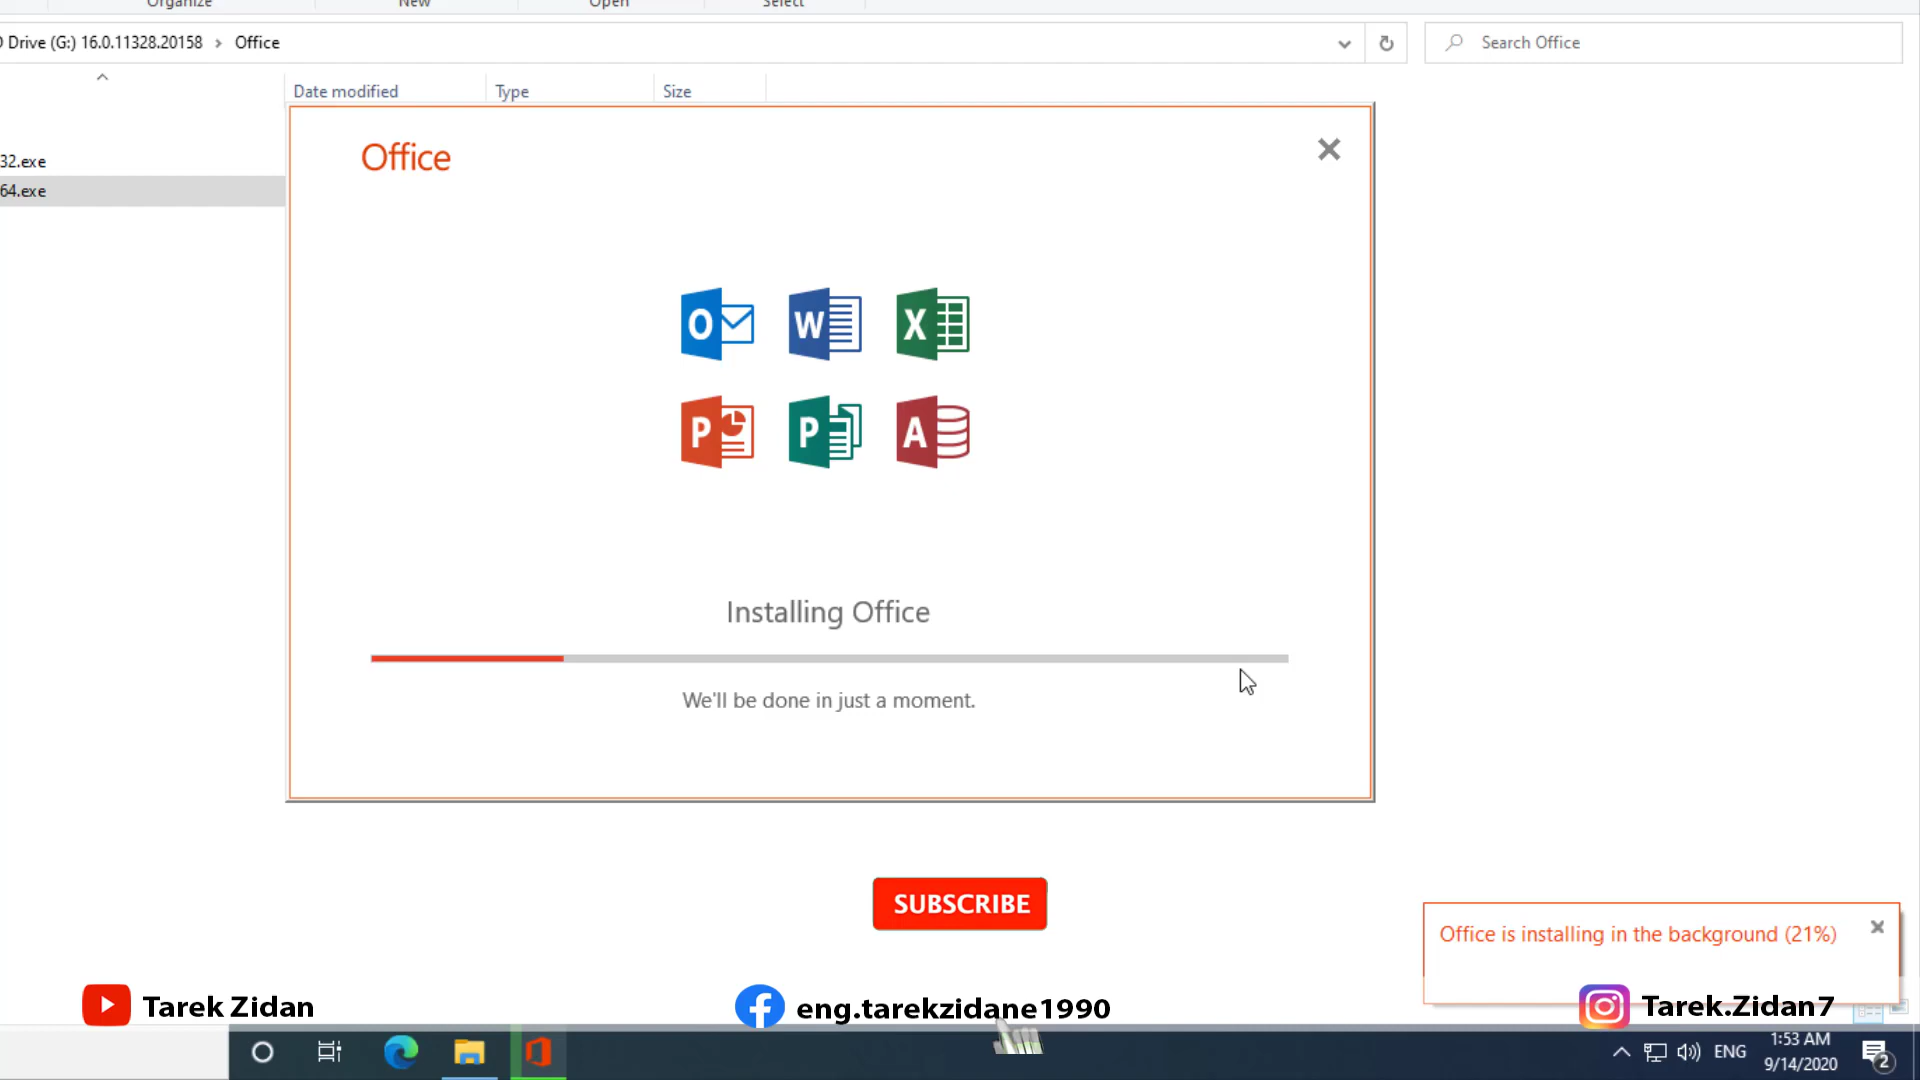 Organize New Open Select
Drive (G:) 16.0.11328.20158 > Office
Search Office
Date modified Type Size
32.exe
64.exe
Office
O W X
P P A
Installing Office
We'll be done in just a moment.
SUBSCRIBE
Office is installing in the background (21%)
Tarek Zidan
eng.tarekzidane1990
Tarek.Zidan7
ENG
1:53 AM
9/14/2020
2